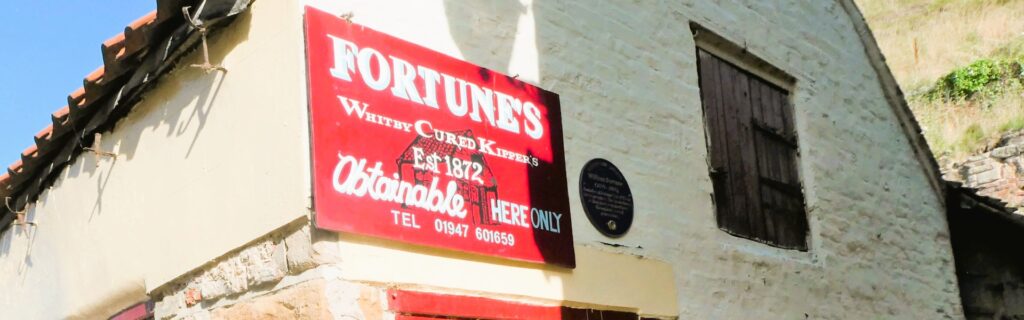 FORTUNE'S
WHITBY CURED KIPPER'S
Est 1872
Obtainable HERE ONLY
TEL 01947 601659